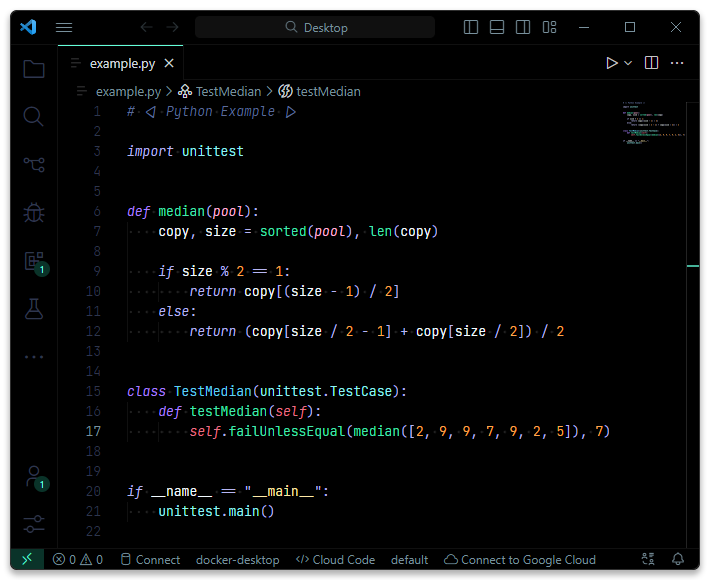 Desktop
example.py
example.py > TestMedian > testMedian
1 # ◁ Python Example ▷
2
3 import unittest
4
5
6 def median(pool):
7     copy, size = sorted(pool), len(copy)
8
9     if size % 2 == 1:
10         return copy[(size - 1) / 2]
11     else:
12         return (copy[size / 2 - 1] + copy[size / 2]) / 2
13
14
15 class TestMedian(unittest.TestCase):
16     def testMedian(self):
17         self.failUnlessEqual(median([2, 9, 9, 7, 9, 2, 5]), 7)
18
19
20 if __name__ == "__main__":
21     unittest.main()
22
1
1
0 0 Connect docker-desktop Cloud Code default Connect to Google Cloud